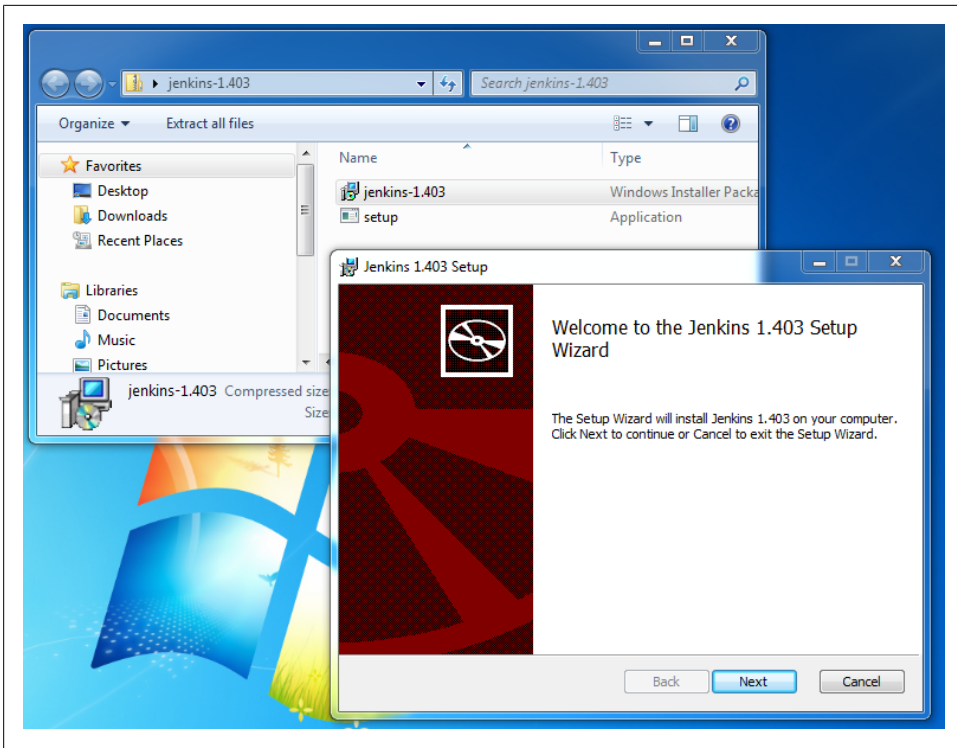 jenkins-1.403
Search jenkins-1.403
Organize
Extract all files
Favorites
Desktop
Downloads
Recent Places
Libraries
Documents
Music
Pictures
Name
Type
jenkins-1.403
Windows Installer Packa
setup
Application
jenkins-1.403 Compressed size
Size
Jenkins 1.403 Setup
Welcome to the Jenkins 1.403 Setup
Wizard
The Setup Wizard will install Jenkins 1.403 on your computer.
Click Next to continue or Cancel to exit the Setup Wizard.
Back
Next
Cancel